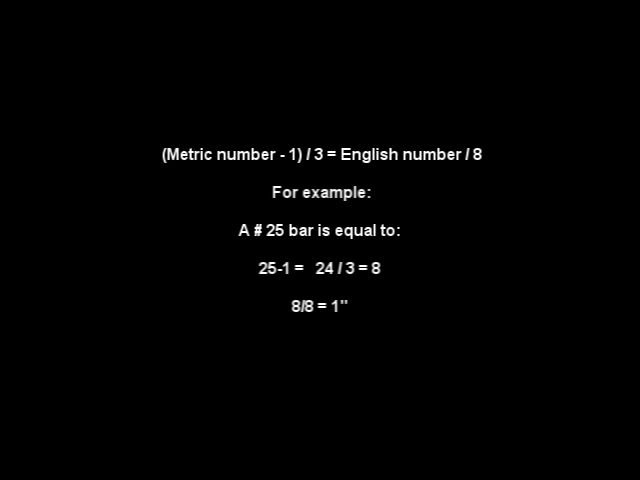 (Metric number - 1) / 3 = English number / 8
For example:
A # 25 bar is equal to:
25-1 = 24 / 3 = 8
8/8 = 1"